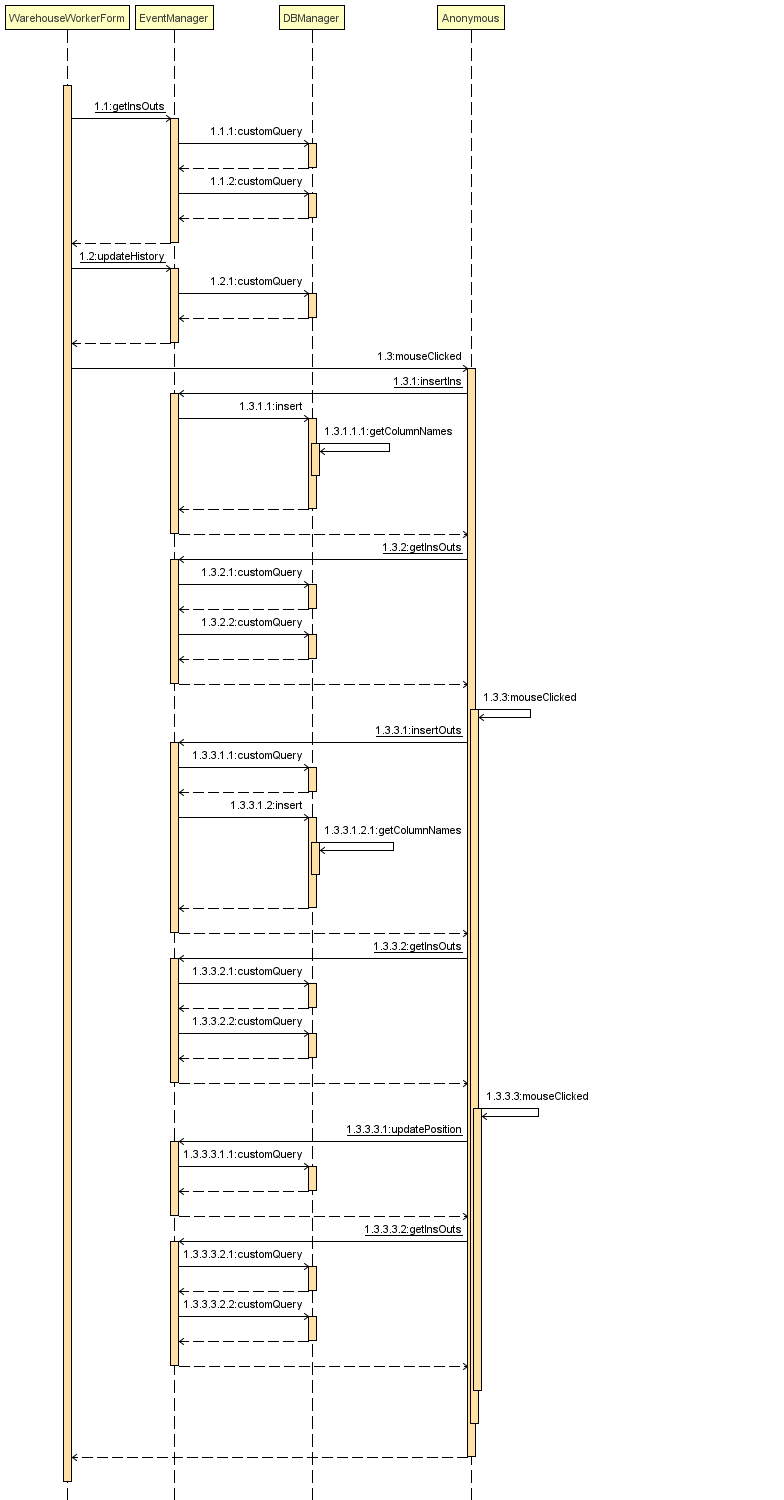 WarehouseWorkerForm
EventManager
DBManager
Anonymous
1.1:getInsOuts
1.1.1:customQuery
1.1.2:customQuery
1.2:updateHistory
1.2.1:customQuery
1.3:mouseClicked
1.3.1:insertIns
1.3.1.1:insert
1.3.1.1.1:getColumnNames
1.3.2:getInsOuts
1.3.2.1:customQuery
1.3.2.2:customQuery
1.3.3:mouseClicked
1.3.3.1:insertOuts
1.3.3.1.1:customQuery
1.3.3.1.2:insert
1.3.3.1.2.1:getColumnNames
1.3.3.2:getInsOuts
1.3.3.2.1:customQuery
1.3.3.2.2:customQuery
1.3.3.3:mouseClicked
1.3.3.3.1:updatePosition
1.3.3.3.1.1:customQuery
1.3.3.3.2:getInsOuts
1.3.3.3.2.1:customQuery
1.3.3.3.2.2:customQuery